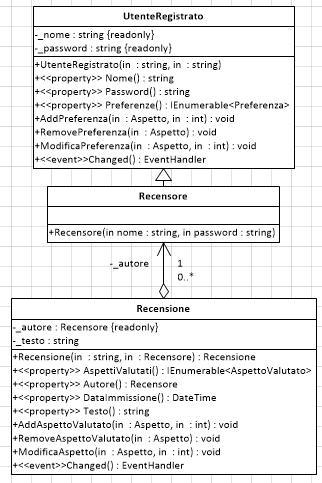 UtenteRegistrato
-_nome : string {readonly}
-_password : string {readonly}
+UtenteRegistrato(in : string, in : string)
+<<property>> Nome() : string
+<<property>> Password() : string
+<<property>> Preferenze() : IEnumerable<Preferenza>
+AddPreferenza(in : Aspetto, in : int) : void
+RemovePreferenza(in : Aspetto) : void
+ModificaPreferenza(in : Aspetto, in : int) : void
+<<event>>Changed() : EventHandler
Recensore
+Recensore(in nome : string, in password : string)
-_autore 1
0..*
Recensione
-_autore : Recensore {readonly}
-_testo : string
+Recensione(in : string, in : Recensore) : Recensione
+<<property>> AspettiValutati() : IEnumerable<AspettoValutato>
+<<property>> Autore() : Recensore
+<<property>> DataImmissione() : DateTime
+<<property>> Testo() : string
+AddAspettoValutato(in : Aspetto, in : int) : void
+RemoveAspettoValutato(in : Aspetto) : void
+ModificaAspetto(in : Aspetto, in : int) : void
+<<event>>Changed() : EventHandler